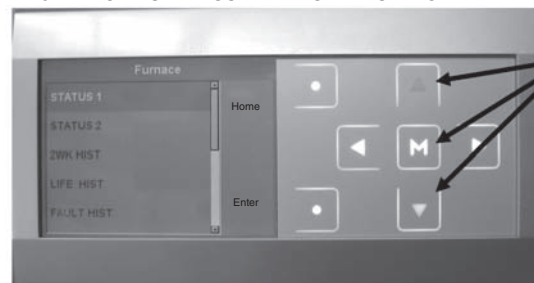 Furnace
STATUS 1
Home
STATUS 2
2WK HIST
LIFE HIST
Enter
FAULT HIST
M